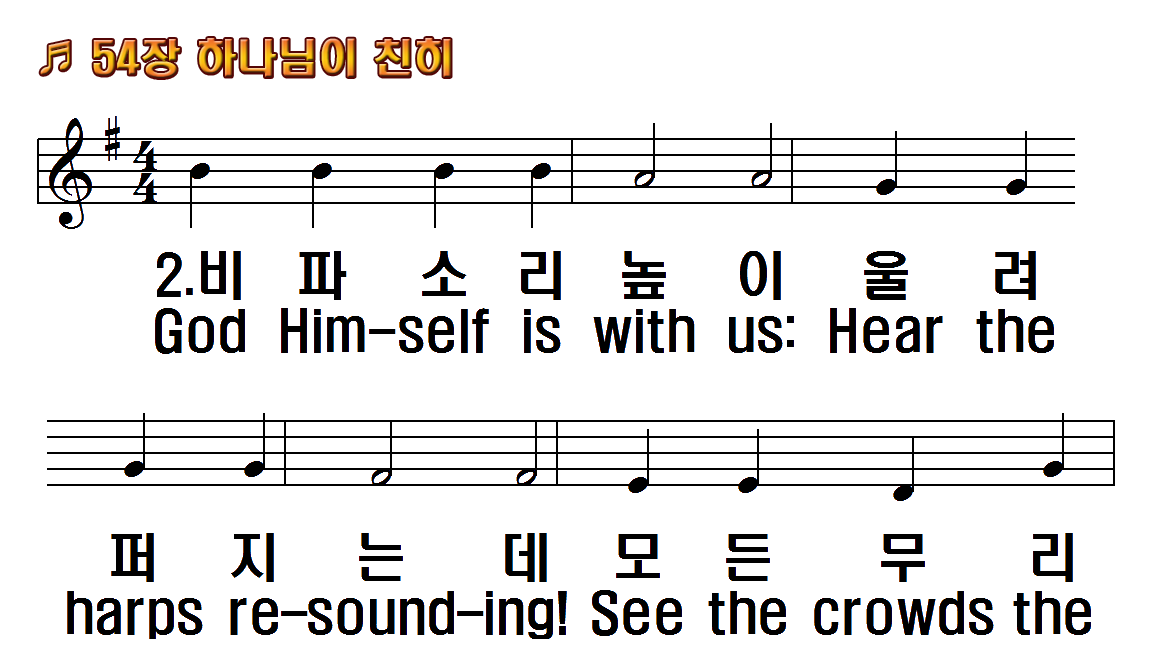 ♬ 54장 하나님이 친히
2.비 파 소 리 높 이 울 려
God Him-self is with us: Hear the
퍼 지 는 데 모 든 무 리
harps re-sound-ing! See the crowds the